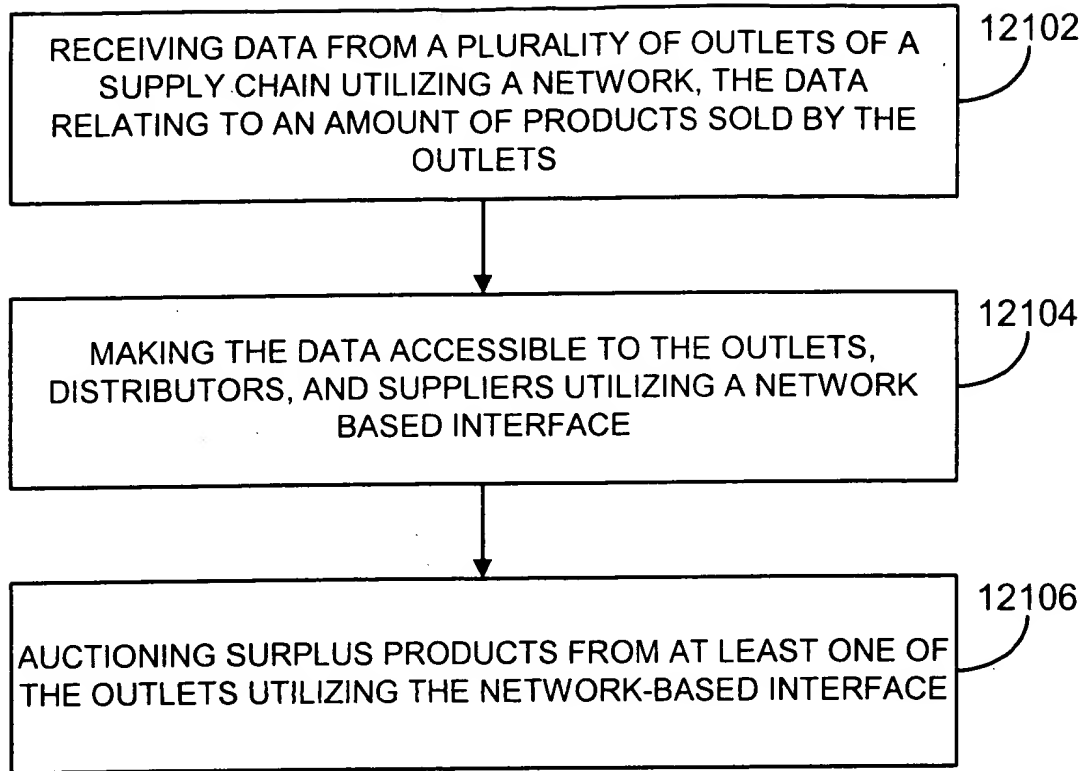 RECEIVING DATA FROM A PLURALITY OF OUTLETS OF A
SUPPLY CHAIN UTILIZING A NETWORK, THE DATA
RELATING TO AN AMOUNT OF PRODUCTS SOLD BY THE
OUTLETS
12102
MAKING THE DATA ACCESSIBLE TO THE OUTLETS,
DISTRIBUTORS, AND SUPPLIERS UTILIZING A NETWORK
BASED INTERFACE
12104
AUCTIONING SURPLUS PRODUCTS FROM AT LEAST ONE OF
THE OUTLETS UTILIZING THE NETWORK-BASED INTERFACE
12106